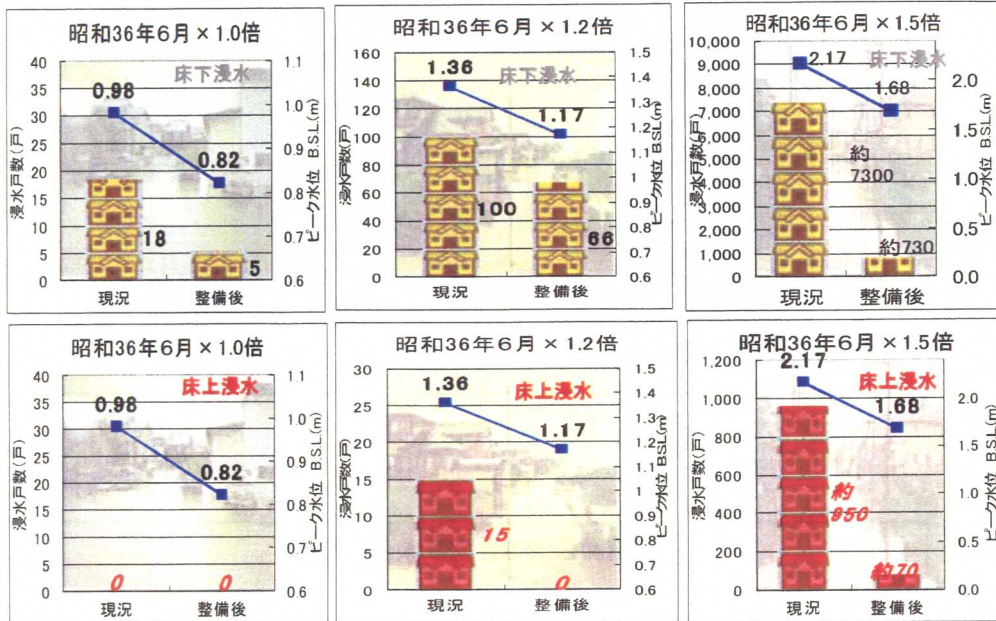 昭和36年6月×1.0倍
床下浸水
浸水戸数(戸)
40
35
30
25
20
15
10
5
0
0.98
0.82
18
5
1.1
1.0
0.9
0.8
0.7
0.6
ピーク水位 B.S.L(m)
現況
整備後
昭和36年6月×1.2倍
床下浸水
浸水戸数(戸)
160
140
120
100
80
60
40
20
0
1.36
1.17
100
66
1.5
1.4
1.3
1.2
1.1
1
0.9
0.8
0.7
0.6
ピーク水位 B.S.L(m)
現況
整備後
昭和36年6月×1.5倍
床下浸水
浸水戸数(戸)
10,000
9,000
8,000
7,000
6,000
5,000
4,000
3,000
2,000
1,000
0
2.17
1.68
約
7300
約730
2.0
1.5
1.0
0.5
0.0
ピーク水位 B.S.L(m)
現況
整備後
昭和36年6月×1.0倍
床上浸水
浸水戸数(戸)
40
35
30
25
20
15
10
5
0
0.98
0.82
0
0
1.1
1.0
0.9
0.8
0.7
0.6
ピーク水位 B.S.L(m)
現況
整備後
昭和36年6月×1.2倍
床上浸水
浸水戸数(戸)
30
25
20
15
10
5
0
1.36
1.17
15
0
1.5
1.4
1.3
1.2
1.1
1
0.9
0.8
0.7
0.6
ピーク水位 B.S.L(m)
現況
整備後
昭和36年6月×1.5倍
床上浸水
浸水戸数(戸)
1,200
1,000
800
600
400
200
0
2.17
1.68
約
950
約70
2.0
1.5
1.0
0.5
0.0
ピーク水位 B.S.L(m)
現況
整備後